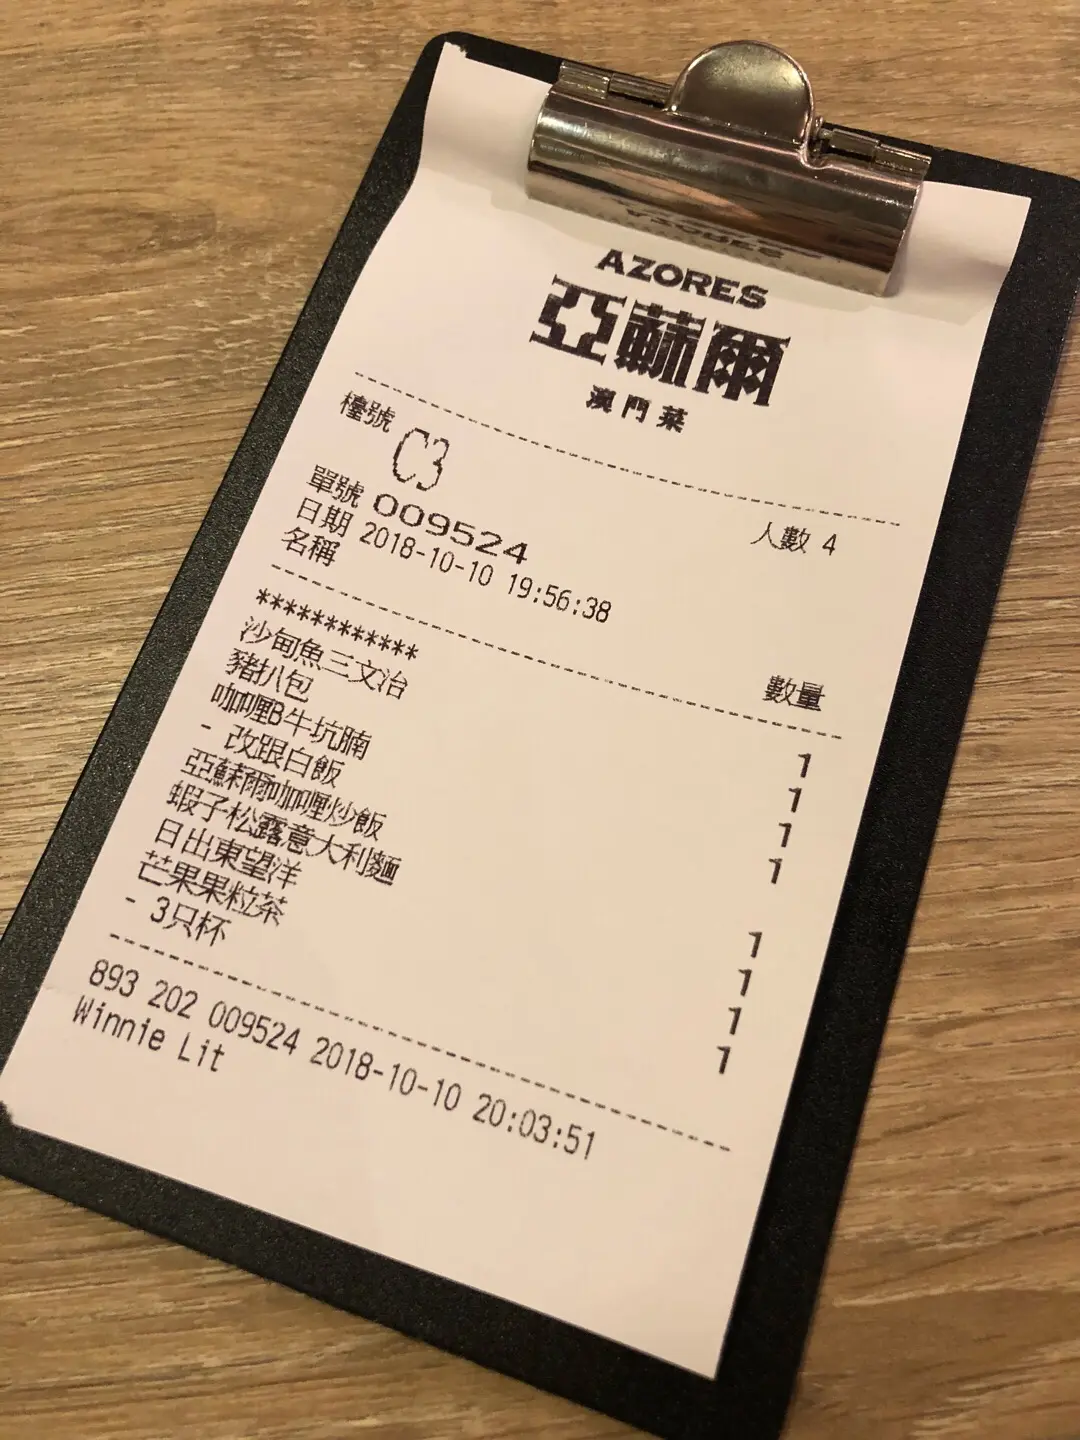 AZORES
亞蘇爾
澳門菜
檯號 C3 人數 4
單號 009524
日期 2018-10-10 19:56:38
名稱 數量
************
沙甸魚三文治 1
豬扒包 1
咖喱B牛坑腩 1
- 改跟白飯 1
亞蘇爾咖喱炒飯
蝦子松露意大利麵 1
日出東望洋 1
芒果果粒茶 1
- 3只杯 1
893 202 009524 2018-10-10 20:03:51
Winnie Lit